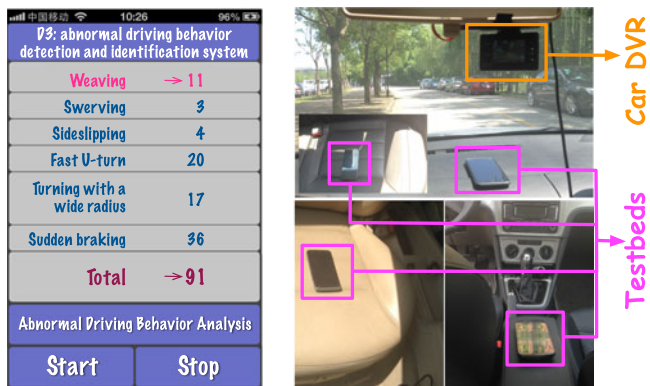 中国移动 10:26 96%
D3: abnormal driving behavior
detection and identification system
Weaving → 11
Swerving 3
Sideslipping 4
Fast U-turn 20
Turning with a
wide radius 17
Sudden braking 36
Total → 91
Abnormal Driving Behavior Analysis
Start Stop
Car DVR
Testbeds